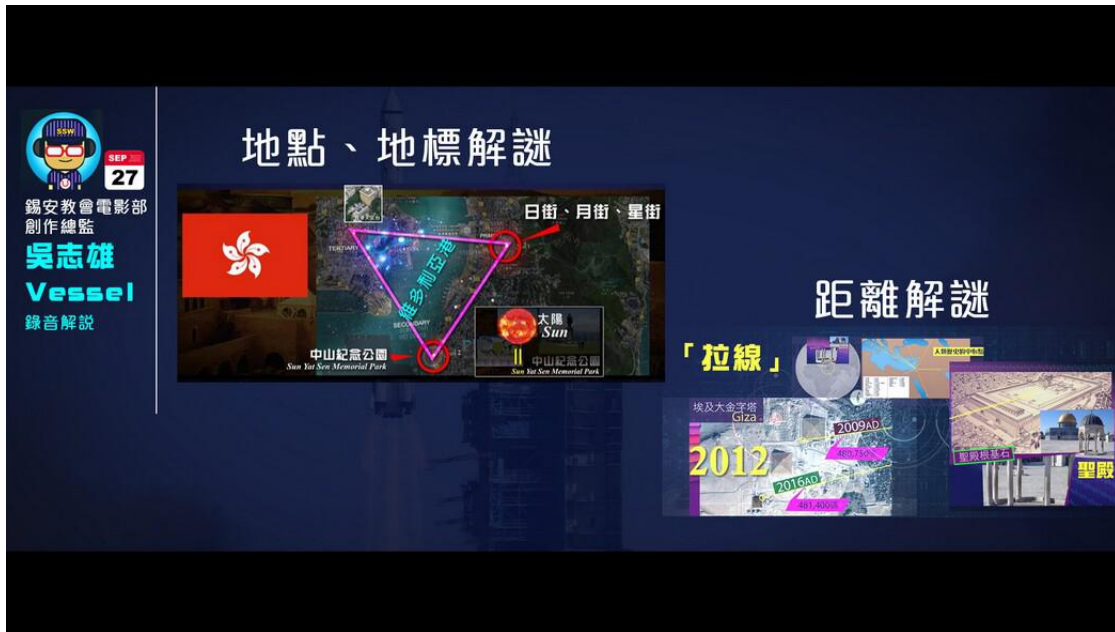 SSW
SEP
27
錫安教會電影部
創作總監
吳志雄
Vessel
錄音解説
地點、地標解謎
日街、月街、星街
TERTIARY
維多利亞港
SECONDARY
太陽
Sun
中山紀念公園
Sun Yat Sen Memorial Park
中山紀念公園
Sun Yat Sen Memorial Park
距離解謎
「拉線」
埃及大金字塔
Giza
2009AD
2012
2016AD
聖殿根基石
聖殿